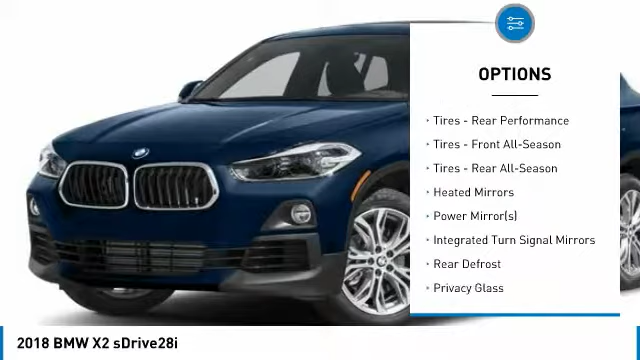 OPTIONS
Tires - Rear Performance
Tires - Front All-Season
Tires - Rear All-Season
Heated Mirrors
Power Mirror(s)
Integrated Turn Signal Mirrors
Rear Defrost
Privacy Glass
2018 BMW X2 sDrive28i